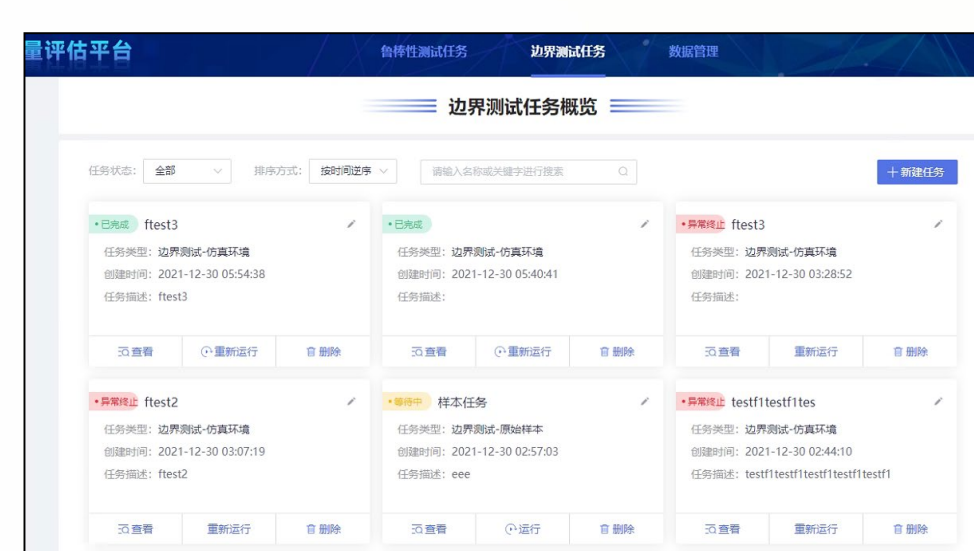 量评估平台 鲁棒性测试任务 边界测试任务 数据管理
边界测试任务概览
任务状态： 全部 排序方式： 按时间逆序 请输入名称或关键字进行搜索 新建任务
已完成 ftest3
任务类型：边界测试-仿真环境
创建时间：2021-12-30 05:54:38
任务描述：ftest3
查看 重新运行 删除
已完成
任务类型：边界测试-仿真环境
创建时间：2021-12-30 05:40:41
任务描述：
查看 重新运行 删除
异常终止 ftest3
任务类型：边界测试-仿真环境
创建时间：2021-12-30 03:28:52
任务描述：
查看 重新运行 删除
异常终止 ftest2
任务类型：边界测试-仿真环境
创建时间：2021-12-30 03:07:19
任务描述：ftest2
查看 重新运行 删除
等待中 样本任务
任务类型：边界测试-原始样本
创建时间：2021-12-30 02:57:03
任务描述：eee
查看 运行 删除
异常终止 testf1testf1tes
任务类型：边界测试-仿真环境
创建时间：2021-12-30 02:44:10
任务描述：testf1testf1testf1testf1testf1
查看 重新运行 删除